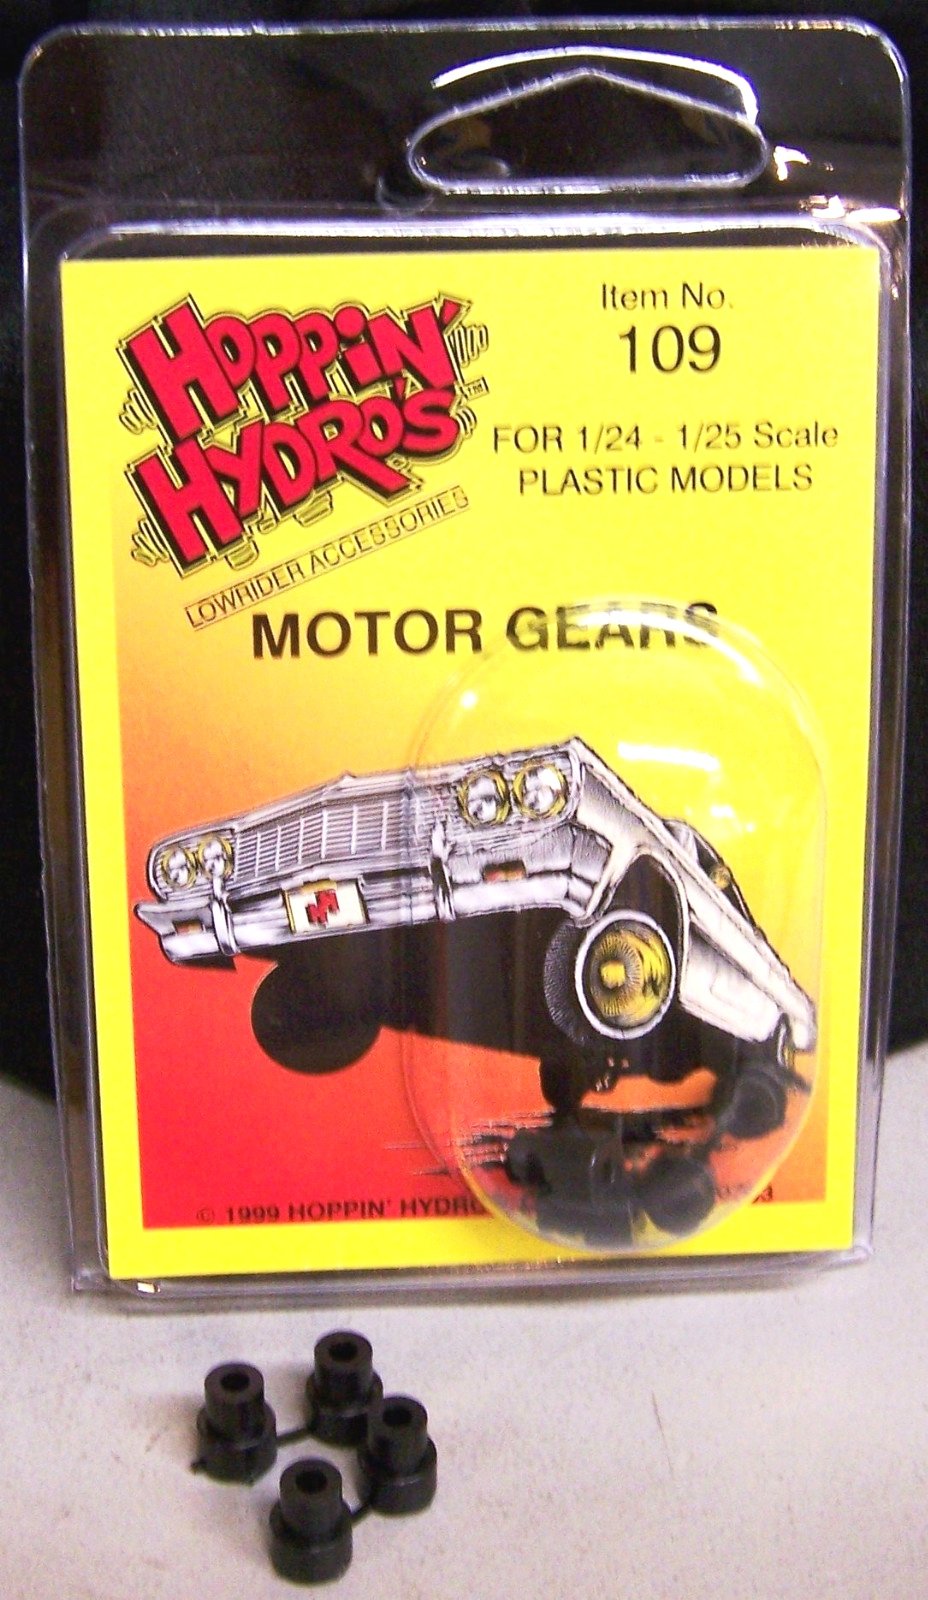 HOPPIN'
HYDRO'S™
LOWRIDER ACCESSORIES
Item No.
109
FOR 1/24 - 1/25 Scale
PLASTIC MODELS
MOTOR GEARS
© 1999 HOPPIN' HYDRO